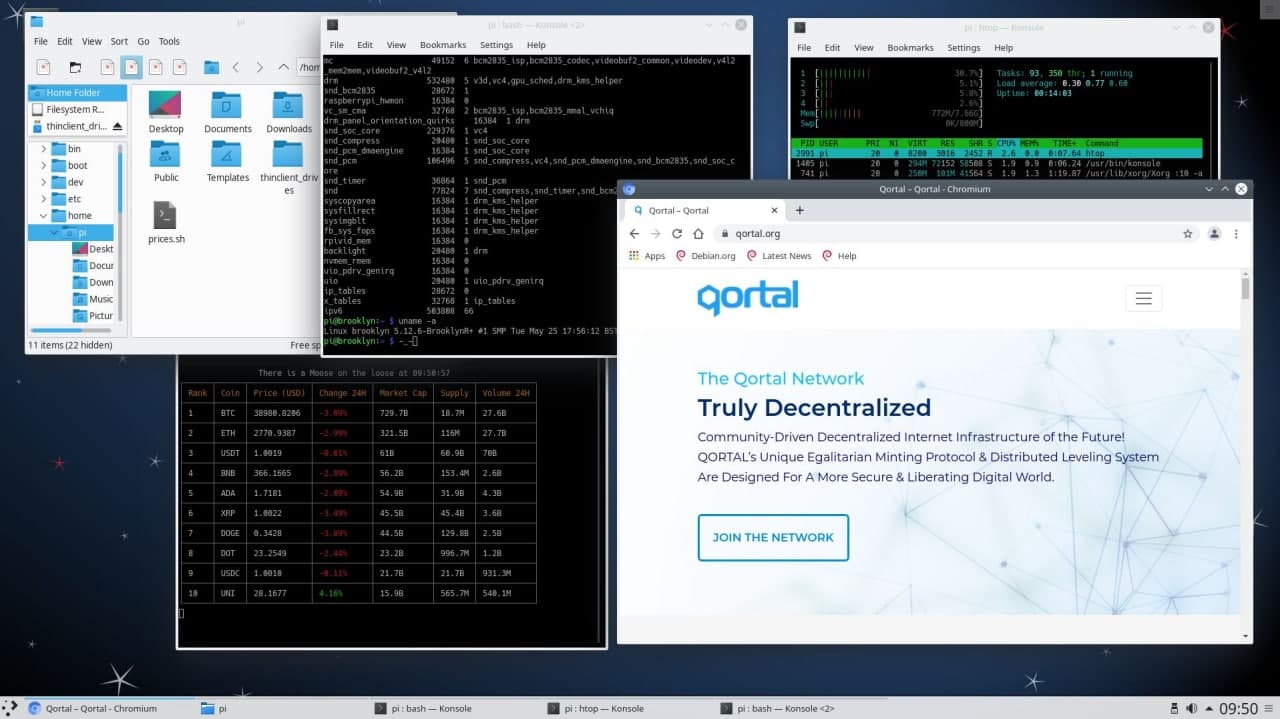 pi
File Edit View Sort Go Tools
/hom
Home Folder
Filesystem R...
thinclient_dri...
bin
boot
dev
etc
home
pi
Deskt
Docur
Down
Music
Pictur
Desktop Documents Downloads
Public Templates thinclient_driv
es
prices.sh
11 items (22 hidden) Free sp
pi : bash — Konsole <2>
File Edit View Bookmarks Settings Help
mc 49152 6 bcm2835_isp,bcm2835_codec,videobuf2_common,videodev,v4l2
_mem2mem,videobuf2_v4l2
drm 532480 5 v3d,vc4,gpu_sched,drm_kms_helper
snd_bcm2835 28672 1
raspberrypi_hwmon 16384 0
vc_sm_cma 32768 2 bcm2835_isp,bcm2835_mmal_vchiq
drm_panel_orientation_quirks 16384 1 drm
snd_soc_core 229376 1 vc4
snd_compress 20480 1 snd_soc_core
snd_pcm_dmaengine 16384 1 snd_soc_core
snd_pcm 106496 5 snd_compress,vc4,snd_pcm_dmaengine,snd_bcm2835,snd_soc_c
ore
snd_timer 36864 1 snd_pcm
snd 77824 7 snd_compress,snd_timer,snd_bcm2
syscopyarea 16384 1 drm_kms_helper
sysfillrect 16384 1 drm_kms_helper
sysimgblt 16384 1 drm_kms_helper
fb_sys_fops 16384 1 drm_kms_helper
rpivid_mem 16384 0
backlight 20480 1 drm
nvmem_rmem 16384 0
uio_pdrv_genirq 16384 0
uio 20480 1 uio_pdrv_genirq
ip_tables 28672 0
x_tables 32768 1 ip_tables
ipv6 503808 66
pi@brooklyn:~ $ uname -a
Linux brooklyn 5.12.6-BrooklynR+ #1 SMP Tue May 25 17:56:12 BST
pi@brooklyn:~ $ -_-
pi : htop — Konsole
File Edit View Bookmarks Settings Help
1 [ 30.7%] Tasks: 93, 350 thr; 1 running
2 [ 5.1%] Load average: 0.30 0.77 0.60
3 [ 5.8%] Uptime: 00:14:03
4 [ 2.6%]
Mem[ 772M/7.66G]
Swp[ 0K/800M]
PID USER PRI NI VIRT RES SHR S CPU% MEM% TIME+ Command
2991 pi 20 0 8200 3016 2452 R 2.6 0.0 0:07.64 htop
1405 pi 20 0 294M 72152 58508 S 1.9 0.9 0:06.24 /usr/bin/konsole
741 pi 20 0 250M 101M 41564 S 1.9 1.3 1:19.87 /usr/lib/xorg/Xorg :10 -a
Qortal – Qortal - Chromium
Qortal – Qortal
qortal.org
Apps Debian.org Latest News Help
qortal
The Qortal Network
Truly Decentralized
Community-Driven Decentralized Internet Infrastructure of the Future!
QORTAL's Unique Egalitarian Minting Protocol & Distributed Leveling System
Are Designed For A More Secure & Liberating Digital World.
JOIN THE NETWORK
There is a Moose on the loose at 09:50:57
Rank Coin Price (USD) Change 24H Market Cap Supply Volume 24H
1 BTC 38980.8206 -3.09% 729.7B 18.7M 27.6B
2 ETH 2770.9387 -2.99% 321.5B 116M 27.7B
3 USDT 1.0019 -0.01% 61B 60.9B 70B
4 BNB 366.1665 -2.89% 56.2B 153.4M 2.6B
5 ADA 1.7181 -2.09% 54.9B 31.9B 4.3B
6 XRP 1.0022 -3.49% 45.5B 45.4B 3.6B
7 DOGE 0.3428 -3.89% 44.5B 129.8B 2.5B
8 DOT 23.2549 -2.44% 23.2B 996.7M 1.2B
9 USDC 1.0010 -0.11% 21.7B 21.7B 931.3M
10 UNI 28.1677 4.16% 15.9B 565.7M 540.1M
Qortal – Qortal - Chromium pi pi : bash — Konsole pi : htop — Konsole pi : bash — Konsole <2> 09:50